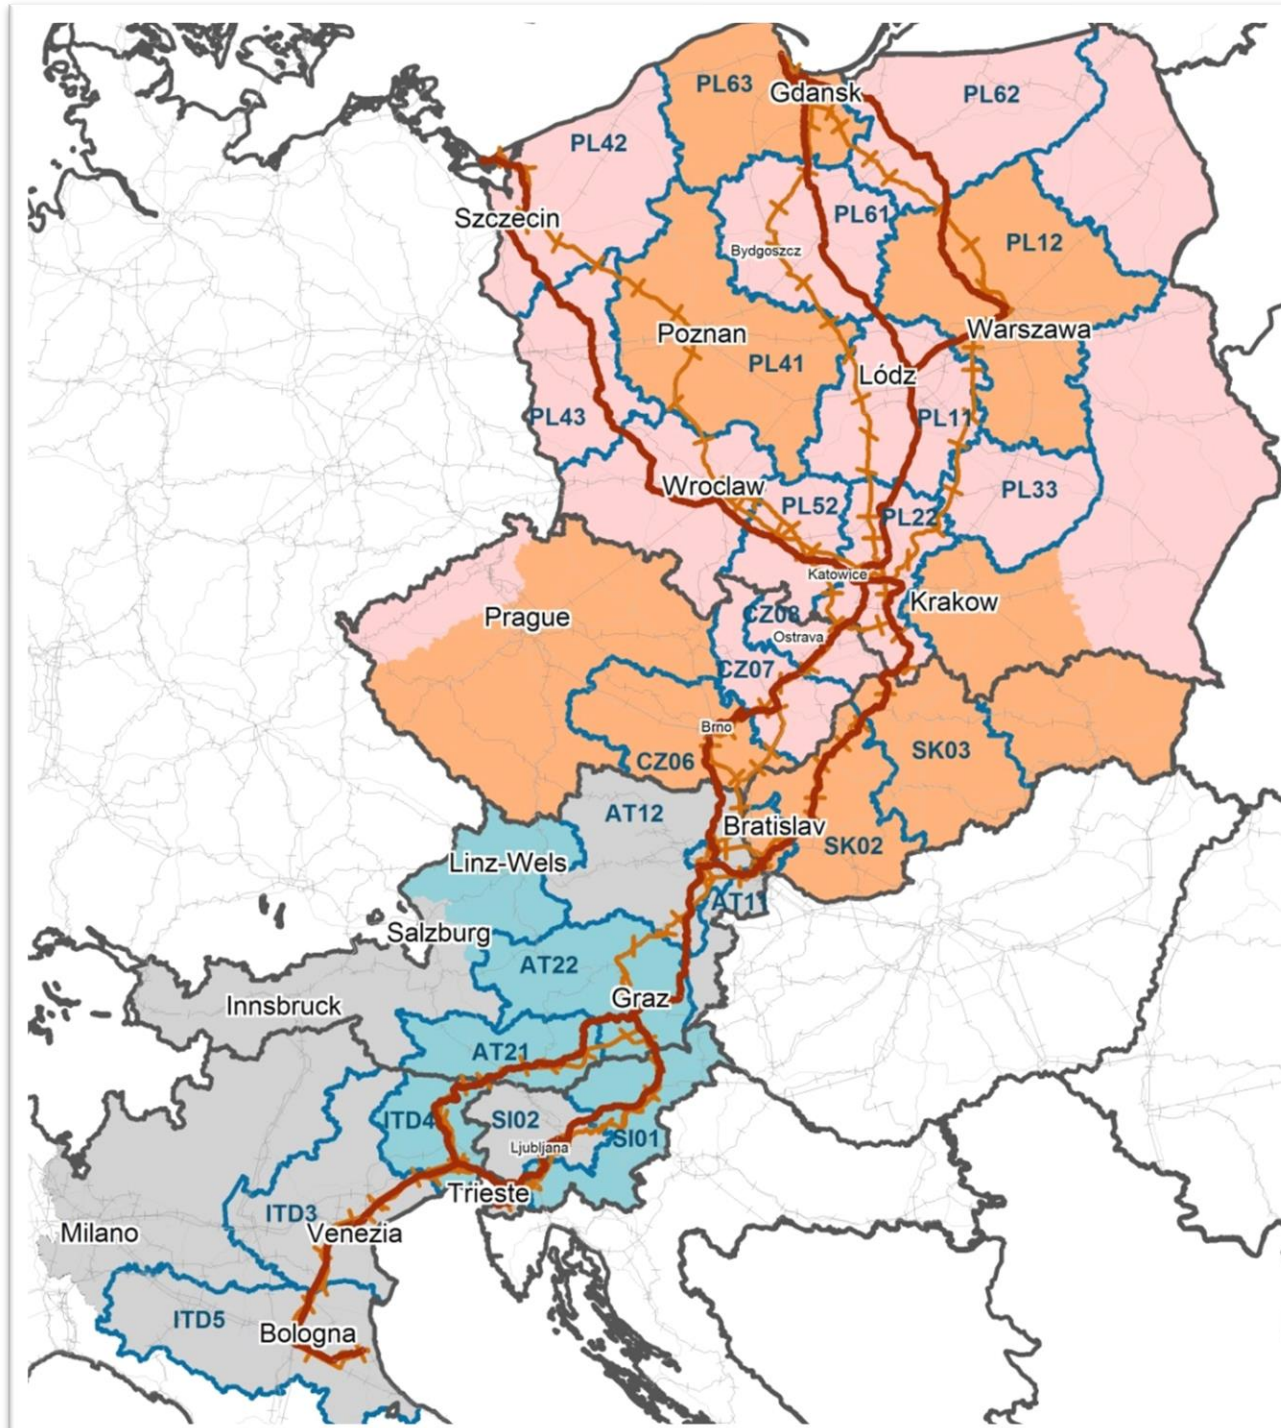 PL63
Gdansk
PL62
PL42
Szczecin
PL61
Bydgoszcz
PL12
Poznan
Warszawa
PL41
Lódz
PL43
PL11
Wroclaw
PL52
PL33
PL22
Katowice
Krakow
Prague
CZ08
Ostrava
CZ07
Brno
CZ06
SK03
AT12
Bratislav
SK02
Linz-Wels
AT11
Salzburg
AT22
Innsbruck
Graz
AT21
ITD4
SI02
SI01
Ljubljana
Trieste
ITD3
Milano
Venezia
ITD5
Bologna